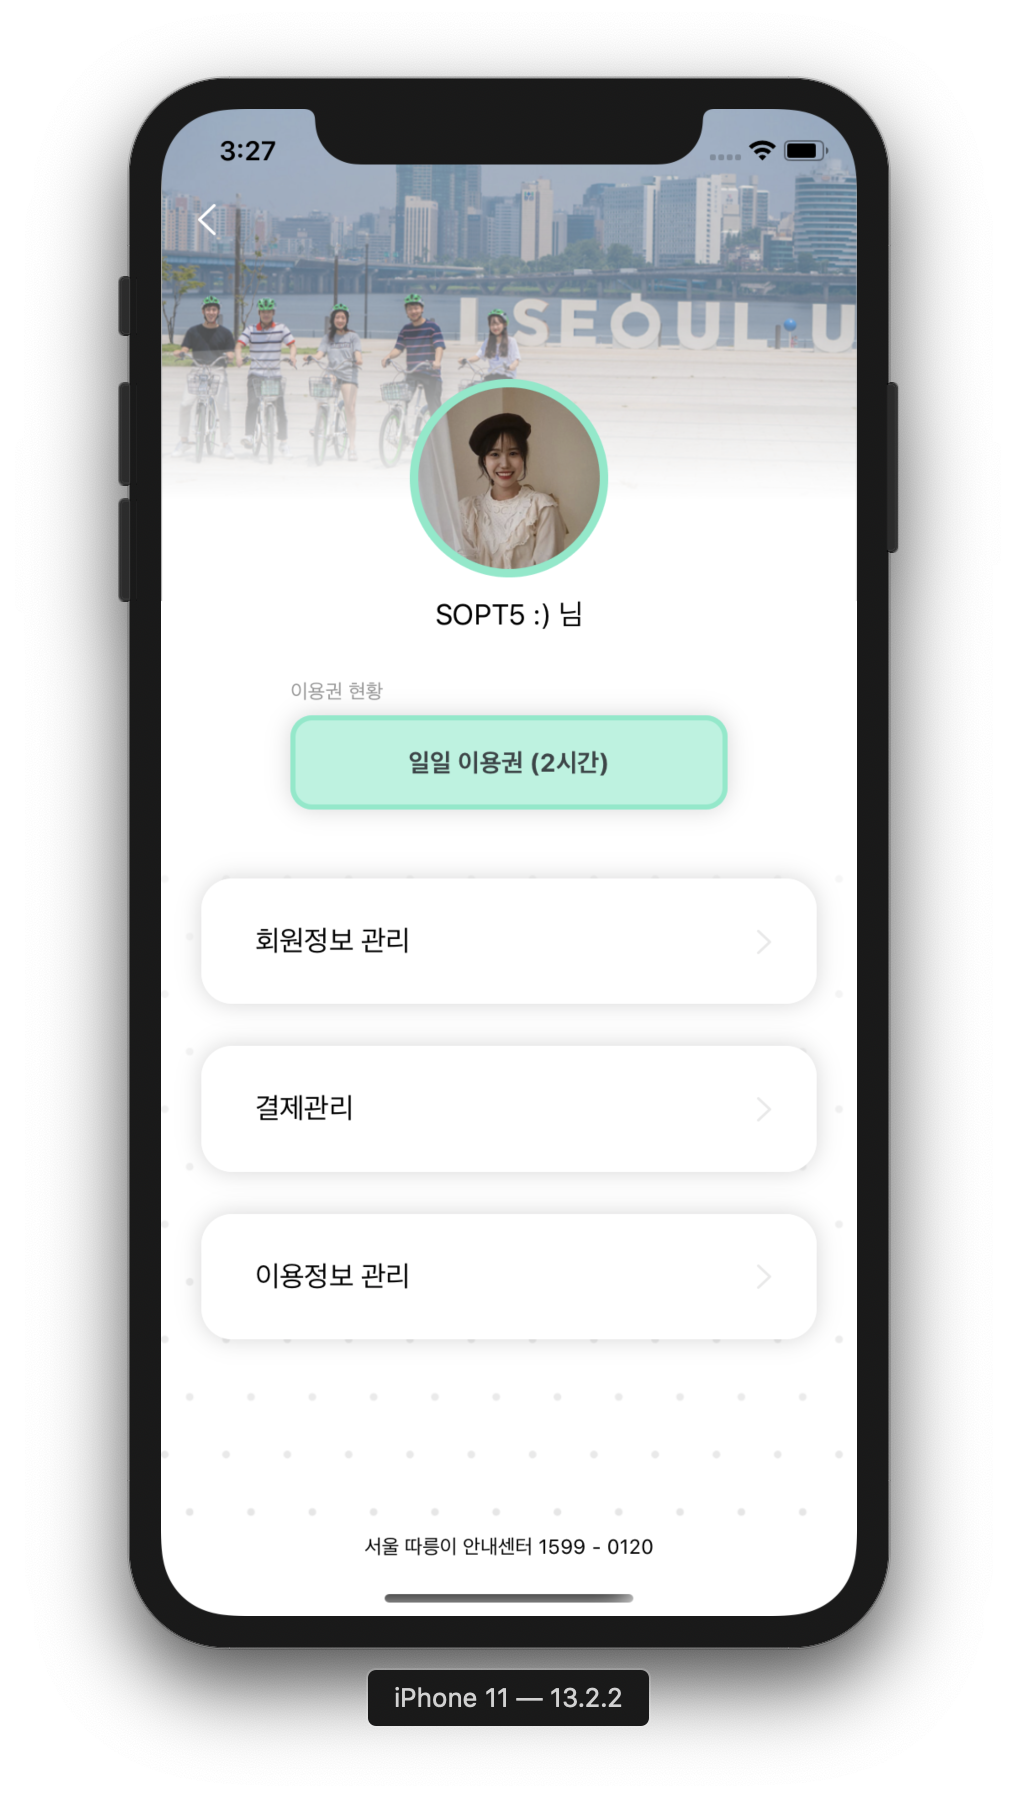 3:27
I SEOUL U
SOPT5 :) 님
이용권 현황
일일 이용권 (2시간)
회원정보 관리
결제관리
이용정보 관리
서울 따릉이 안내센터 1599 - 0120
iPhone 11 — 13.2.2